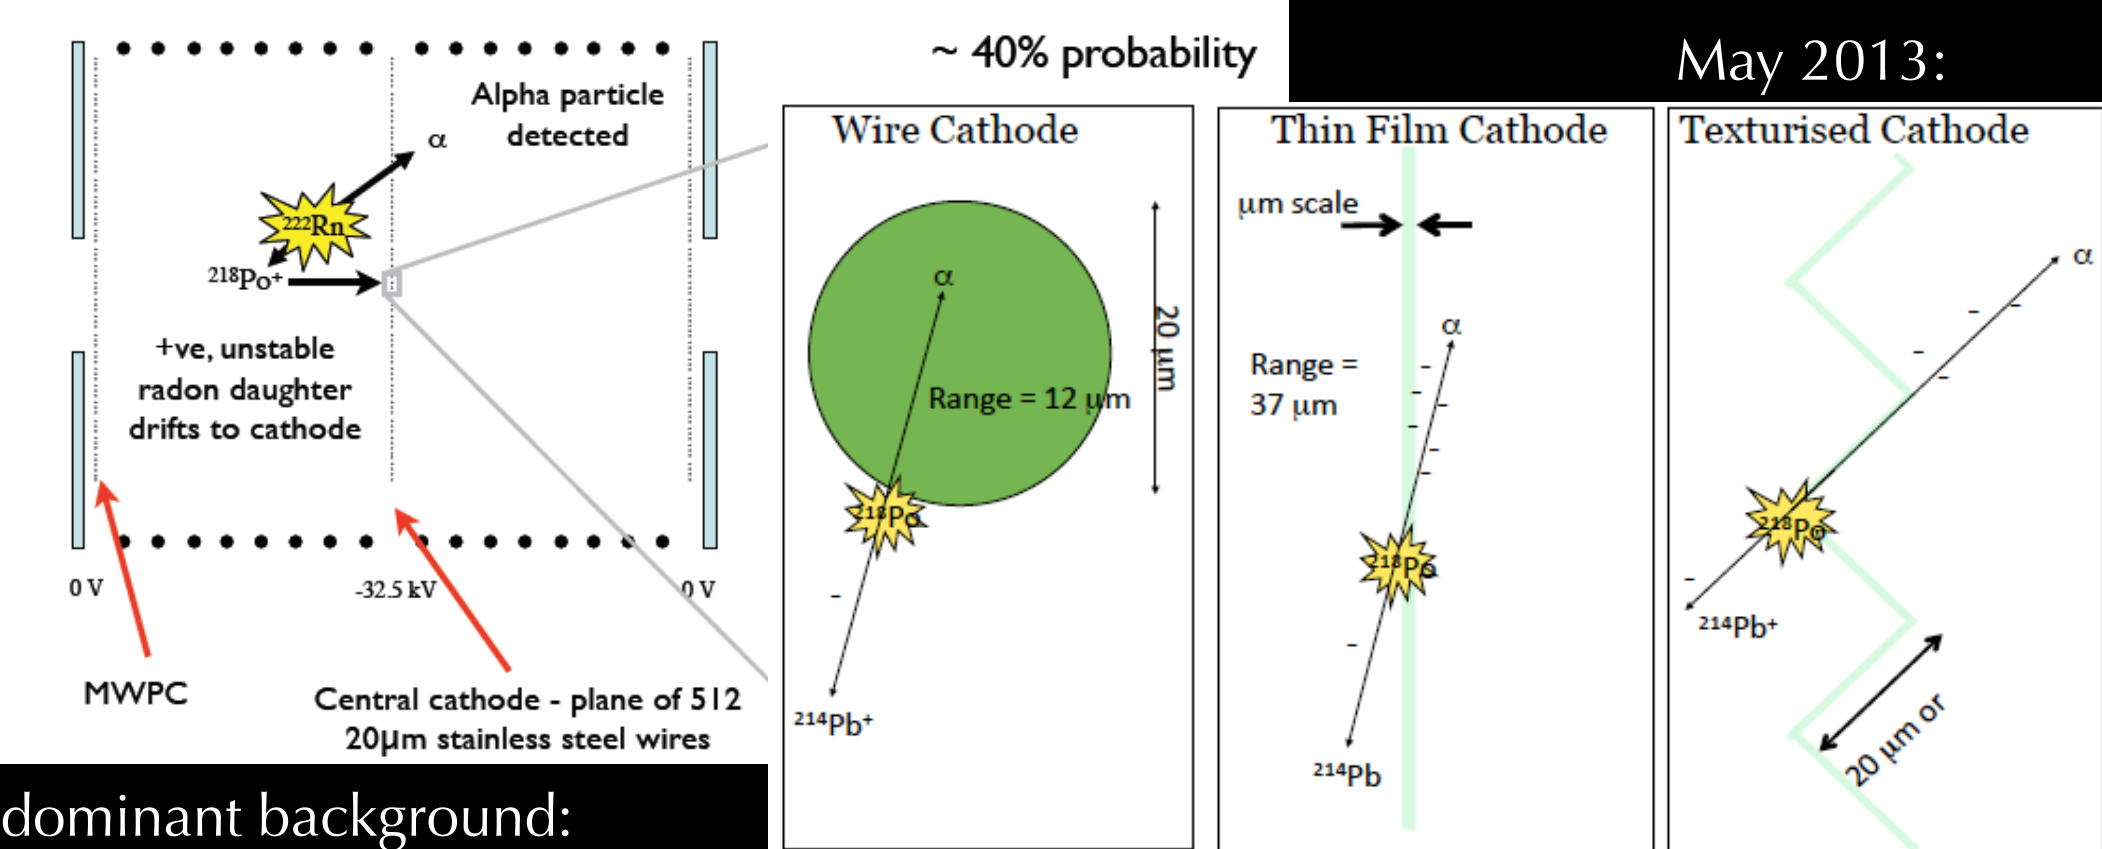 Alpha particle
detected
α
²²²Rn
²¹⁸Po⁺
+ve, unstable
radon daughter
drifts to cathode
0 V
-32.5 kV
0 V
MWPC
Central cathode - plane of 512
20μm stainless steel wires
dominant background:
~ 40% probability
May 2013:
Wire Cathode
α
Range = 12 μm
20 μm
²¹⁸Po
-
²¹⁴Pb⁺
Thin Film Cathode
μm scale
α
Range =
37 μm
²¹⁸Po
²¹⁴Pb
Texturised Cathode
α
²¹⁸Po
²¹⁴Pb⁺
20 μm or